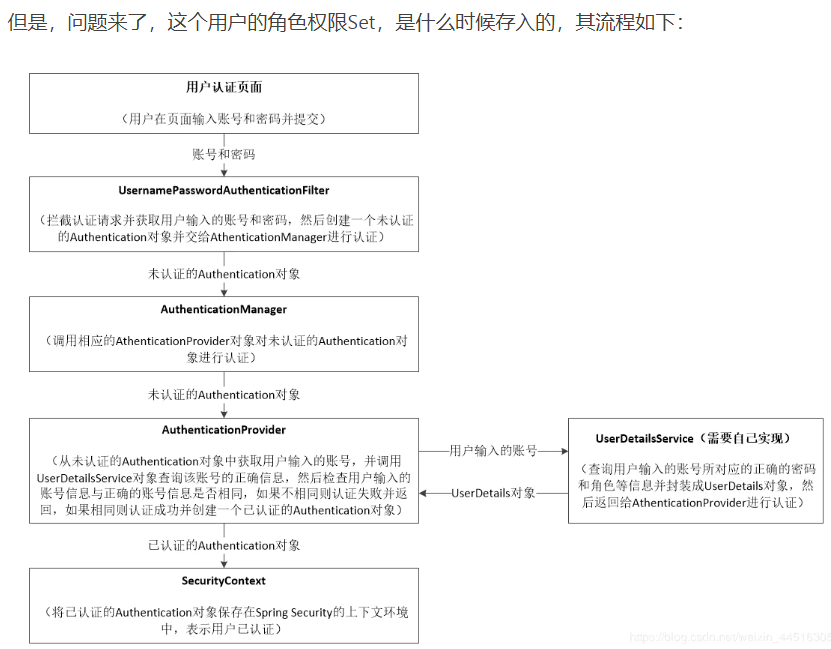 但是，问题来了，这个用户的角色权限Set，是什么时候存入的，其流程如下：
用户认证页面
（用户在页面输入账号和密码并提交）
账号和密码
UsernamePasswordAuthenticationFilter
（拦截认证请求并获取用户输入的账号和密码，然后创建一个未认证
的Authentication对象并交给AthenticationManager进行认证）
未认证的Authentication对象
AuthenticationManager
（调用相应的AthenticationProvider对象对未认证的Authentication对
象进行认证）
未认证的Authentication对象
AuthenticationProvider
（从未认证的Authentication对象中获取用户输入的账号，并调用
UserDetailsService对象查询该账号的正确信息，然后检查用户输入的
账号信息与正确的账号信息是否相同，如果不相同则认证失败并返
回，如果相同则认证成功并创建一个已认证的Authentication对象）
用户输入的账号
UserDetails对象
UserDetailsService（需要自己实现）
（查询用户输入的账号所对应的正确的密码
和角色等信息并封装成UserDetails对象，然
后返回给AthenticationProvider进行认证）
已认证的Authentication对象
SecurityContext
（将已认证的Authentication对象保存在Spring Security的上下文环境
中，表示用户已认证）
https://blog.csdn.net/weixin_44516305